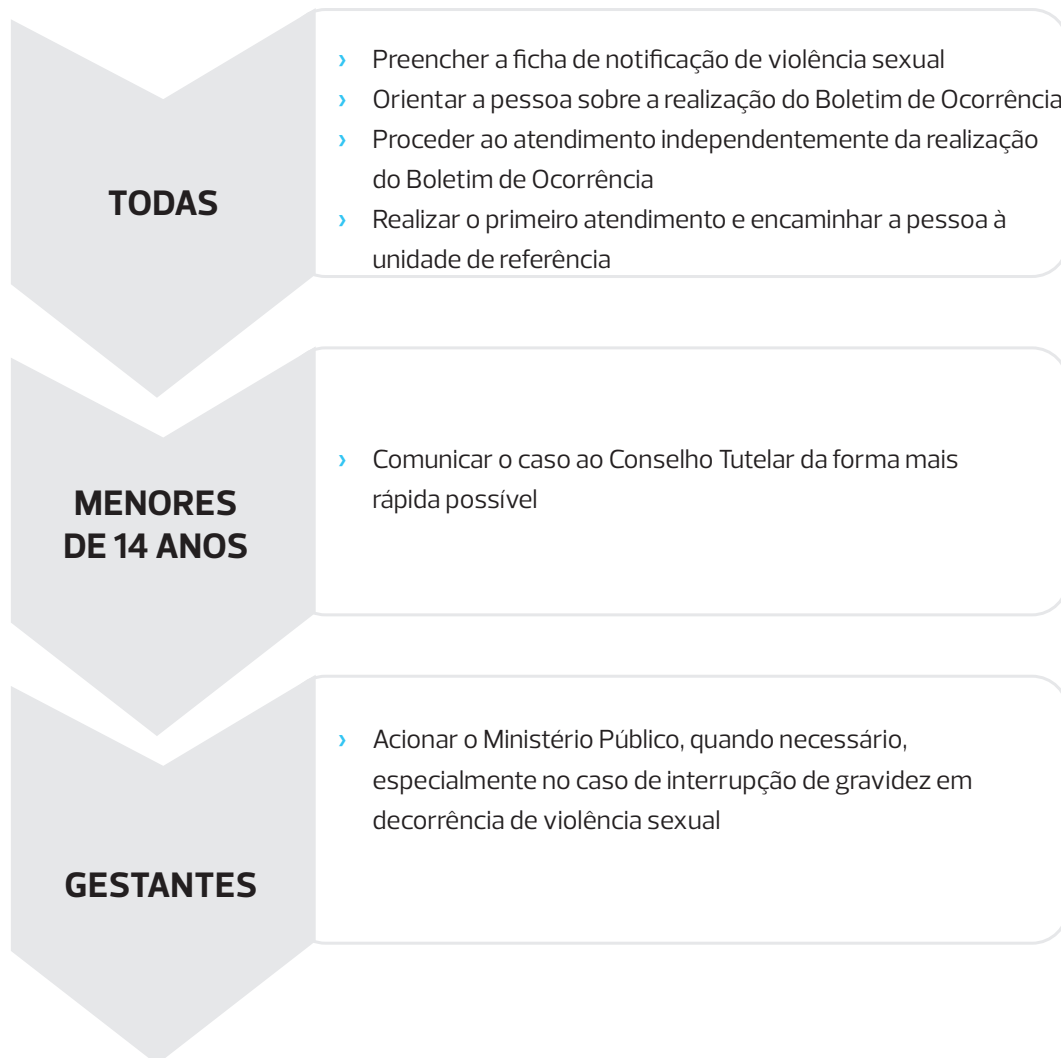 TODAS
› Preencher a ficha de notificação de violência sexual
› Orientar a pessoa sobre a realização do Boletim de Ocorrência
› Proceder ao atendimento independentemente da realização
do Boletim de Ocorrência
› Realizar o primeiro atendimento e encaminhar a pessoa à
unidade de referência
MENORES
DE 14 ANOS
› Comunicar o caso ao Conselho Tutelar da forma mais
rápida possível
GESTANTES
› Acionar o Ministério Público, quando necessário,
especialmente no caso de interrupção de gravidez em
decorrência de violência sexual